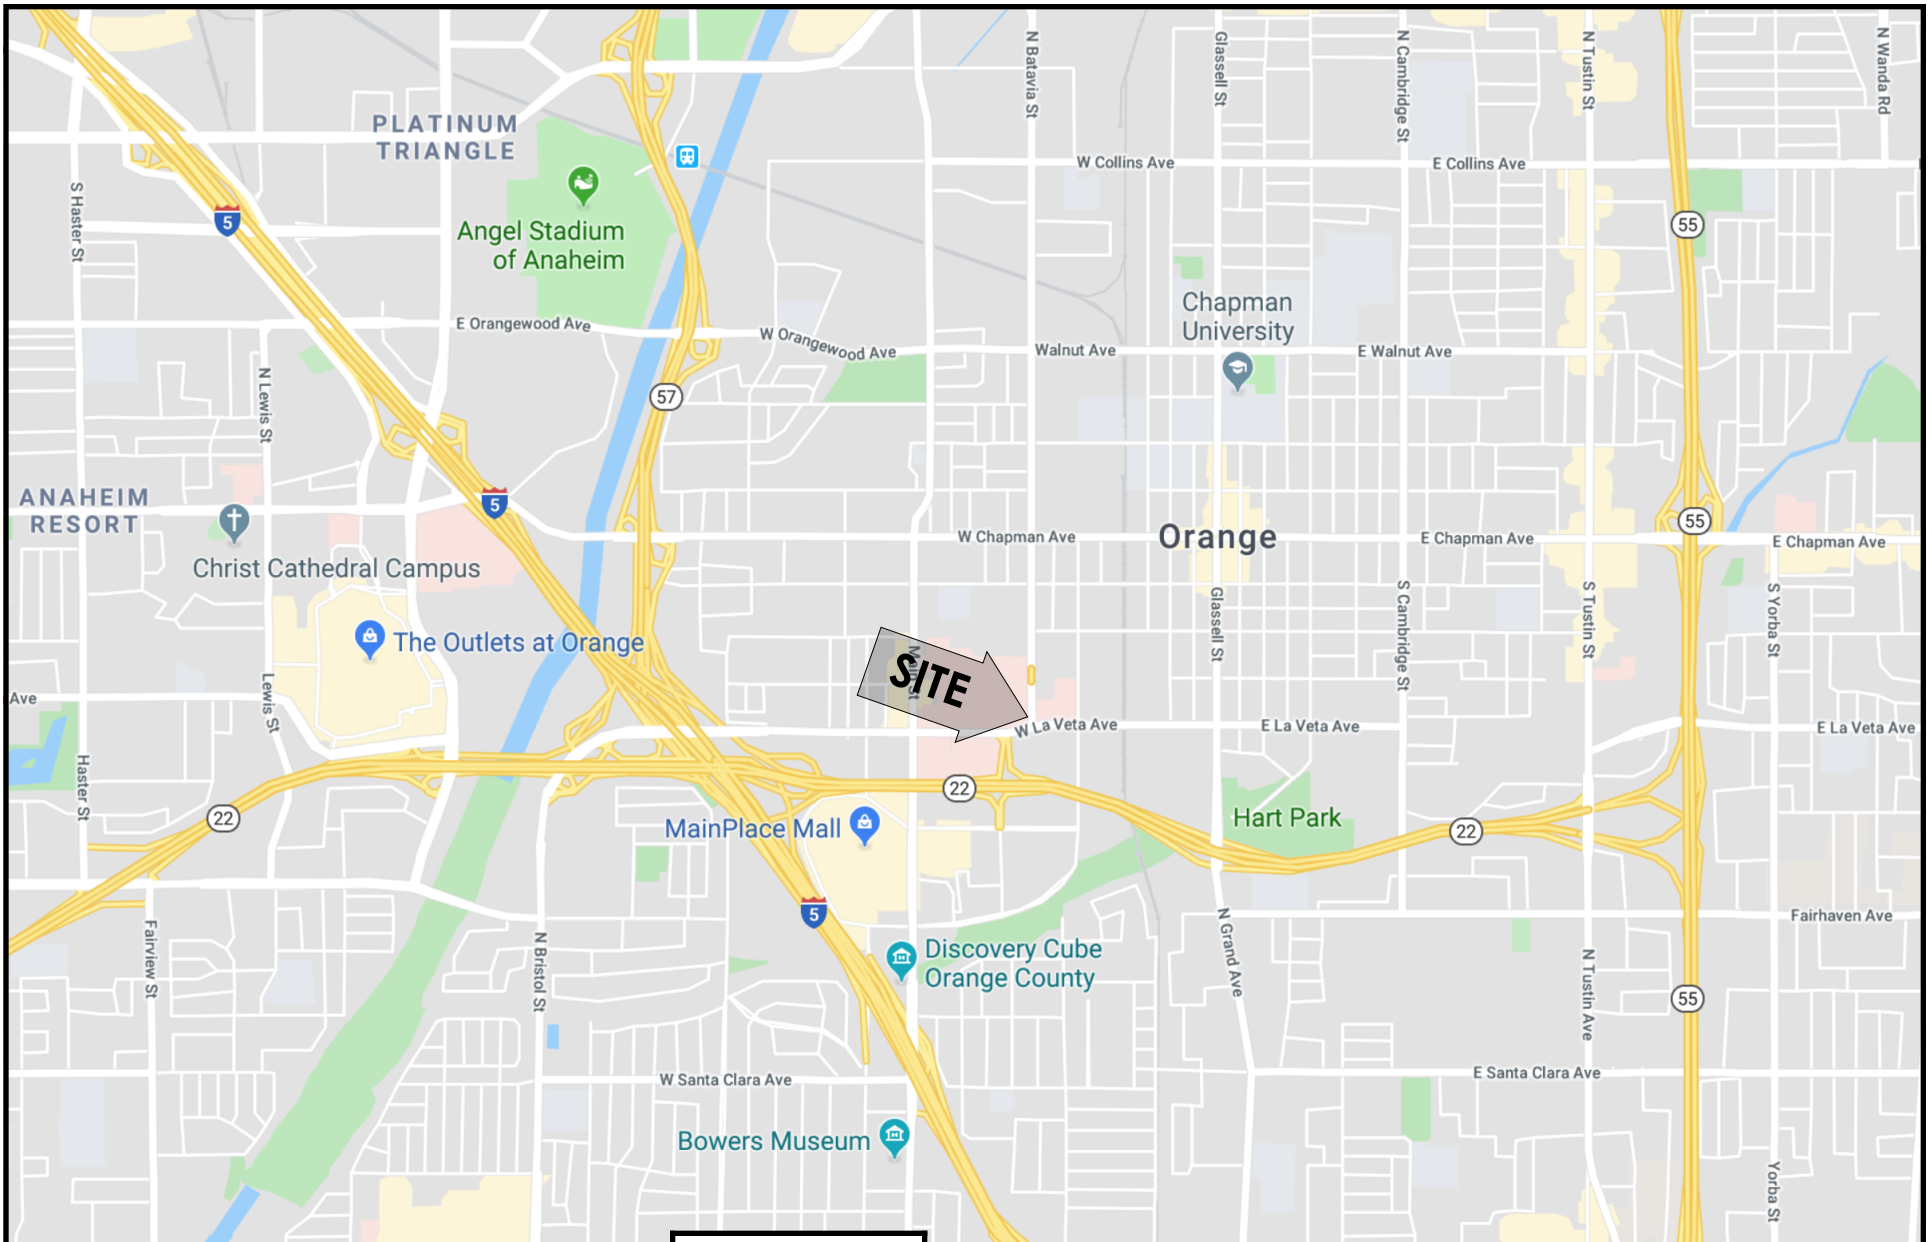 N Batavia St
Glassell St
N Cambridge St
N Tustin St
N Wanda Rd
PLATINUM
TRIANGLE
W Collins Ave
E Collins Ave
S Haster St
5
Angel Stadium
of Anaheim
55
Chapman
University
E Orangewood Ave
W Orangewood Ave
Walnut Ave
E Walnut Ave
N Lewis St
57
ANAHEIM
RESORT
5
W Chapman Ave
Orange
E Chapman Ave
55
E Chapman Ave
Christ Cathedral Campus
The Outlets at Orange
Glassell St
S Cambridge St
S Tustin St
S Yorba St
Main St
SITE
Ave
Lewis St
W La Veta Ave
E La Veta Ave
E La Veta Ave
Haster St
22
22
MainPlace Mall
Hart Park
22
5
Fairhaven Ave
Fairview St
N Bristol St
Discovery Cube
Orange County
N Grand Ave
N Tustin Ave
55
W Santa Clara Ave
E Santa Clara Ave
Bowers Museum
Yorba St